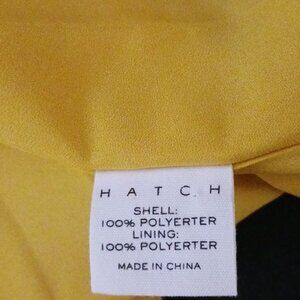 HATCH
SHELL:
100% POLYERTER
LINING:
100% POLYERTER
MADE IN CHINA